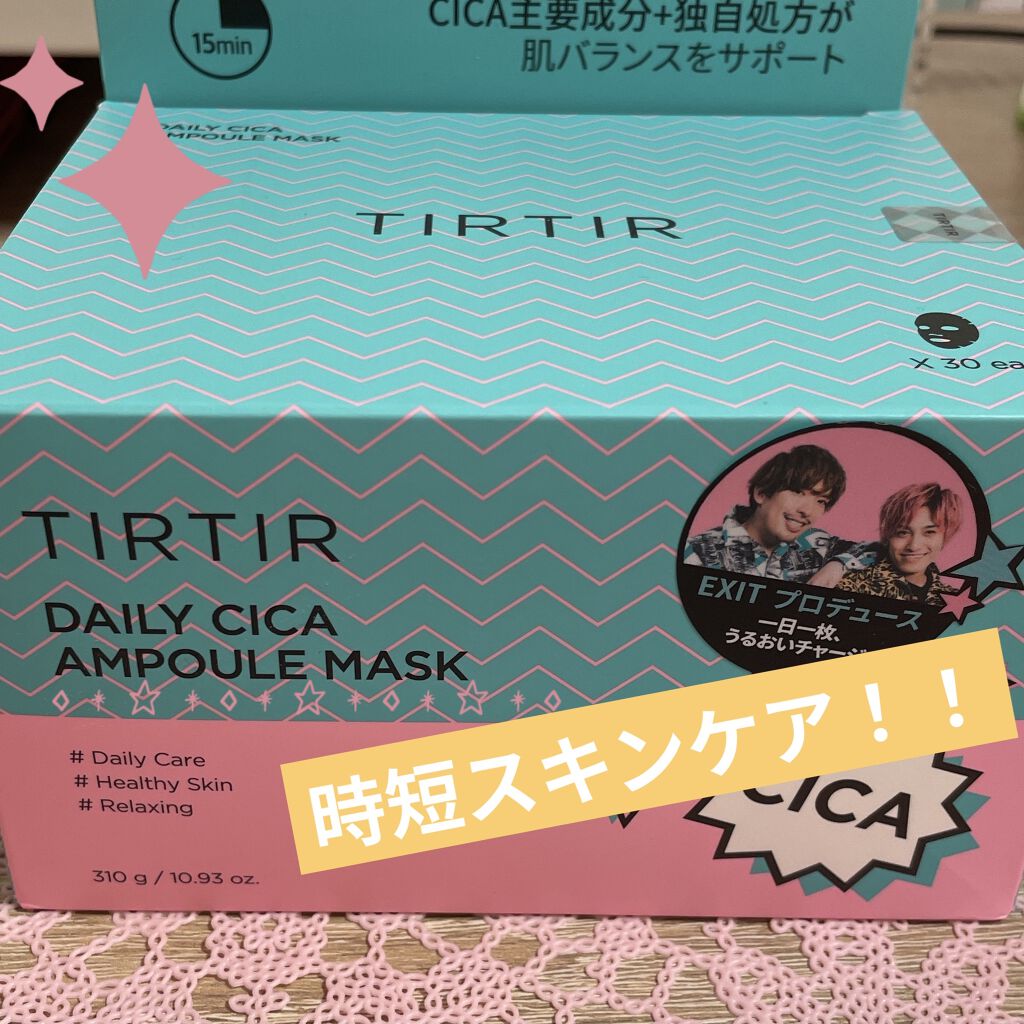 15min
CICA主要成分+独自処方が
肌バランスをサポート
DAILY CICA
AMPOULE MASK
TIRTIR
TIRTIR
X 30 ea
TIRTIR
DAILY CICA
AMPOULE MASK
EXIT プロデュース
一日一枚、
うるおいチャージ
# Daily Care
# Healthy Skin
# Relaxing
時短スキンケア！！
CICA
310 g / 10.93 oz.